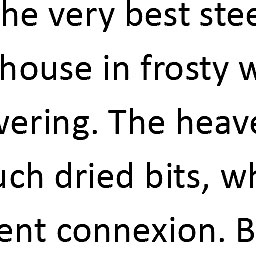 he very best stee
house in frosty w
vering. The heave
uch dried bits, wh
ent connexion. B